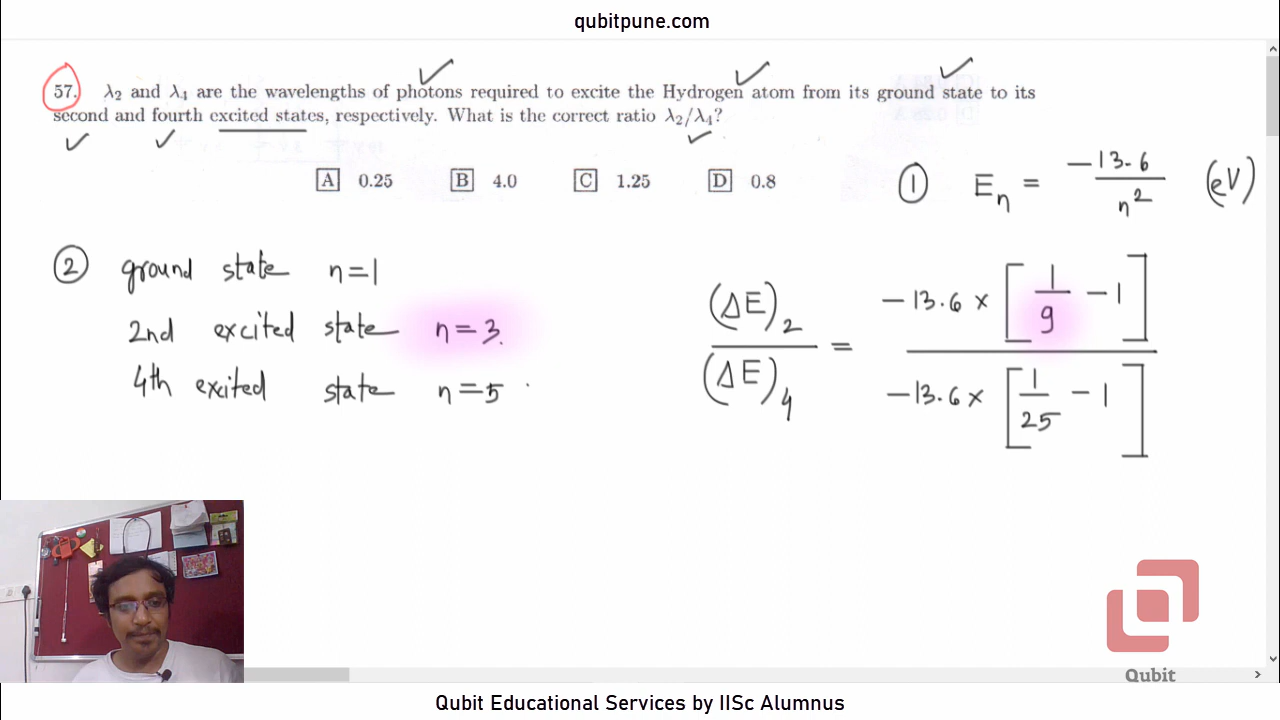 qubitpune.com
57. λ2 and λ4 are the wavelengths of photons required to excite the Hydrogen atom from its ground state to its
second and fourth excited states, respectively. What is the correct ratio λ2/λ4?
A 0.25 B 4.0 C 1.25 D 0.8
① En = −13.6 / n² (eV)
② ground state n=1
2nd excited state n=3.
4th exited state n=5
(ΔE)2 / (ΔE)4 = −13.6 × [1/9 − 1] / −13.6 × [1/25 − 1]
Qubit
Qubit Educational Services by IISc Alumnus